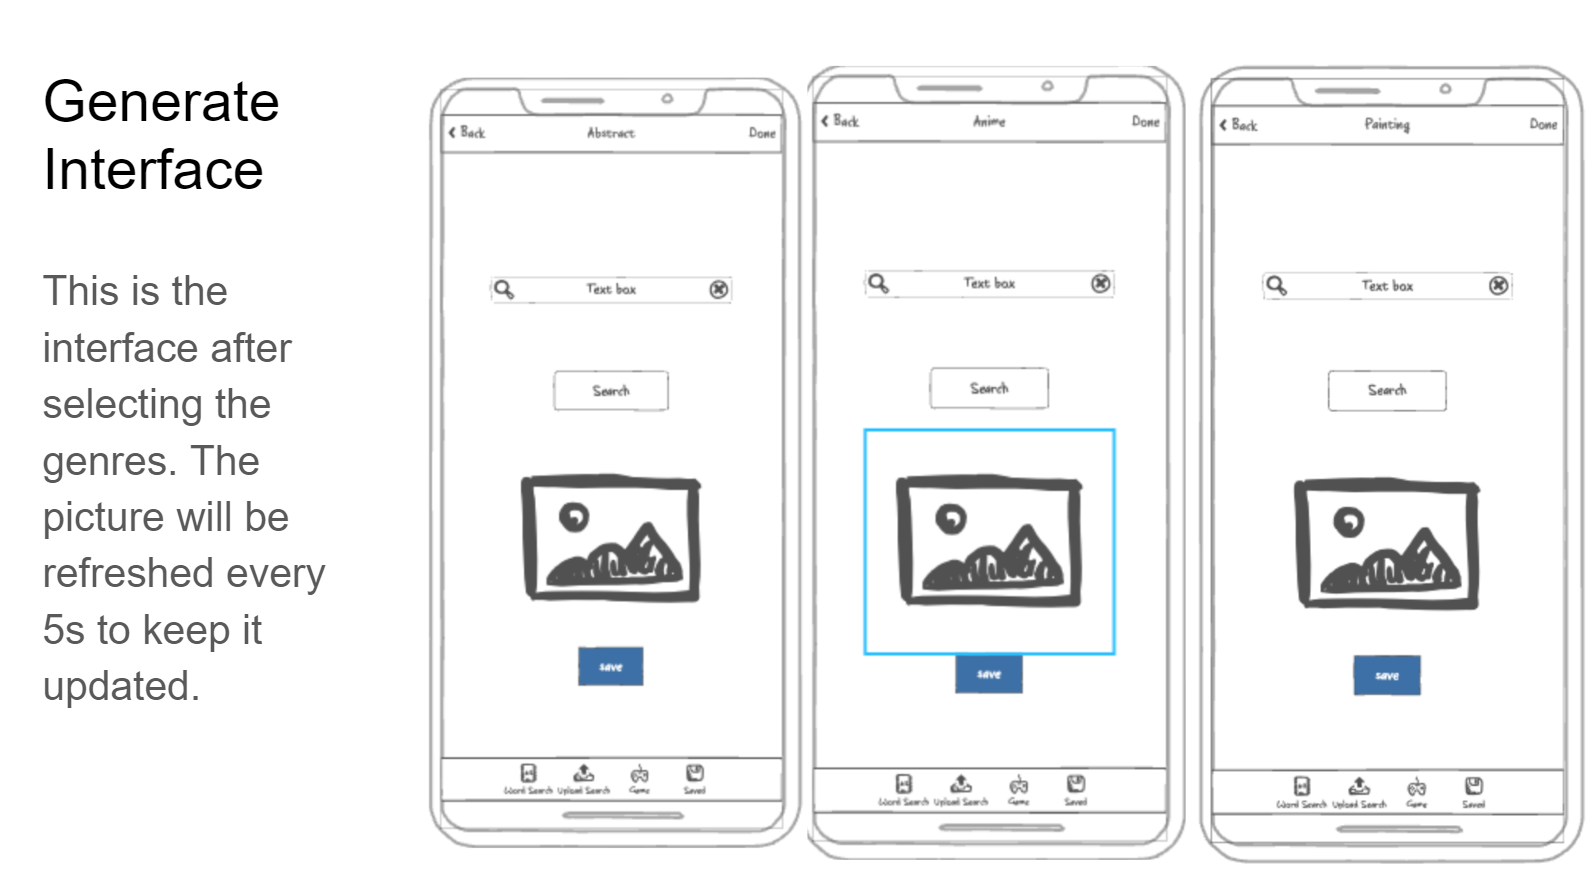 Generate
Interface
This is the
interface after
selecting the
genres. The
picture will be
refreshed every
5s to keep it
updated.
Back Abstract Done
Text box
Search
save
Word Search Upload Search Game Saved
Back Anime Done
Text box
Search
save
Word Search Upload Search Game Saved
Back Painting Done
Text box
Search
save
Word Search Upload Search Game Saved